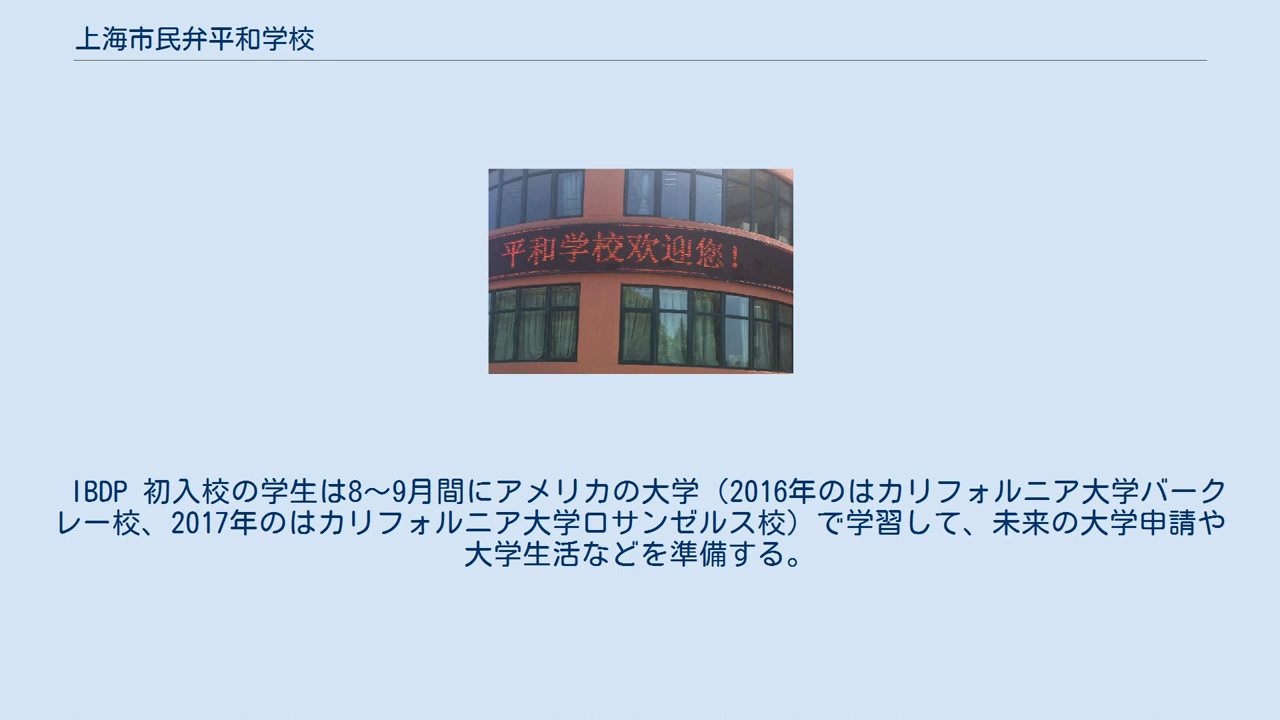 上海市民弁平和学校
平和学校欢迎您！
IBDP 初入校の学生は8～9月間にアメリカの大学（2016年のはカリフォルニア大学バーク
レー校、2017年のはカリフォルニア大学ロサンゼルス校）で学習して、未来の大学申請や
大学生活などを準備する。